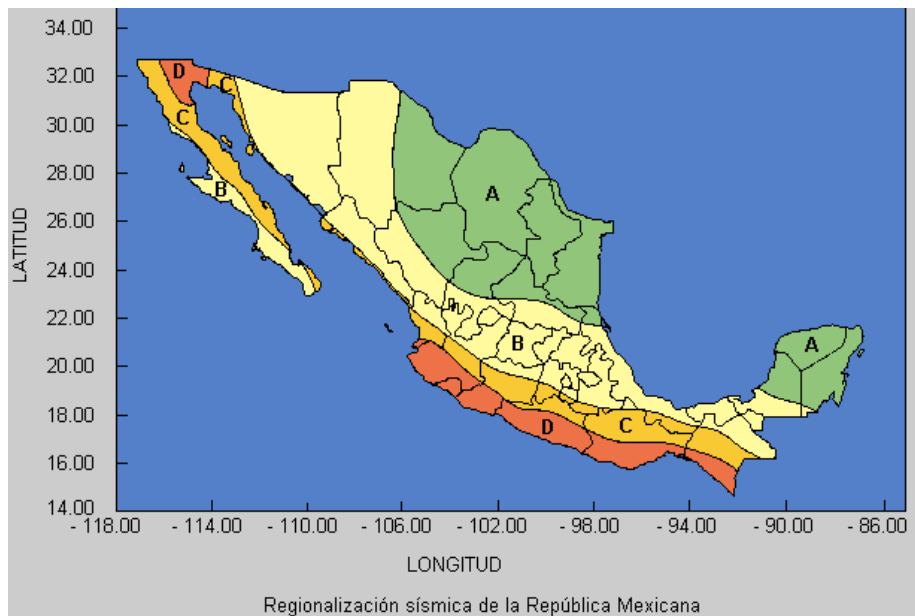 34.00
32.00
30.00
28.00
26.00
24.00
22.00
20.00
18.00
16.00
14.00
LATITUD
D
C
C
B
A
B
A
C
D
- 118.00 - 114.00 - 110.00 - 106.00 - 102.00 - 98.00 - 94.00 - 90.00 - 86.00
LONGITUD
Regionalización sísmica de la República Mexicana